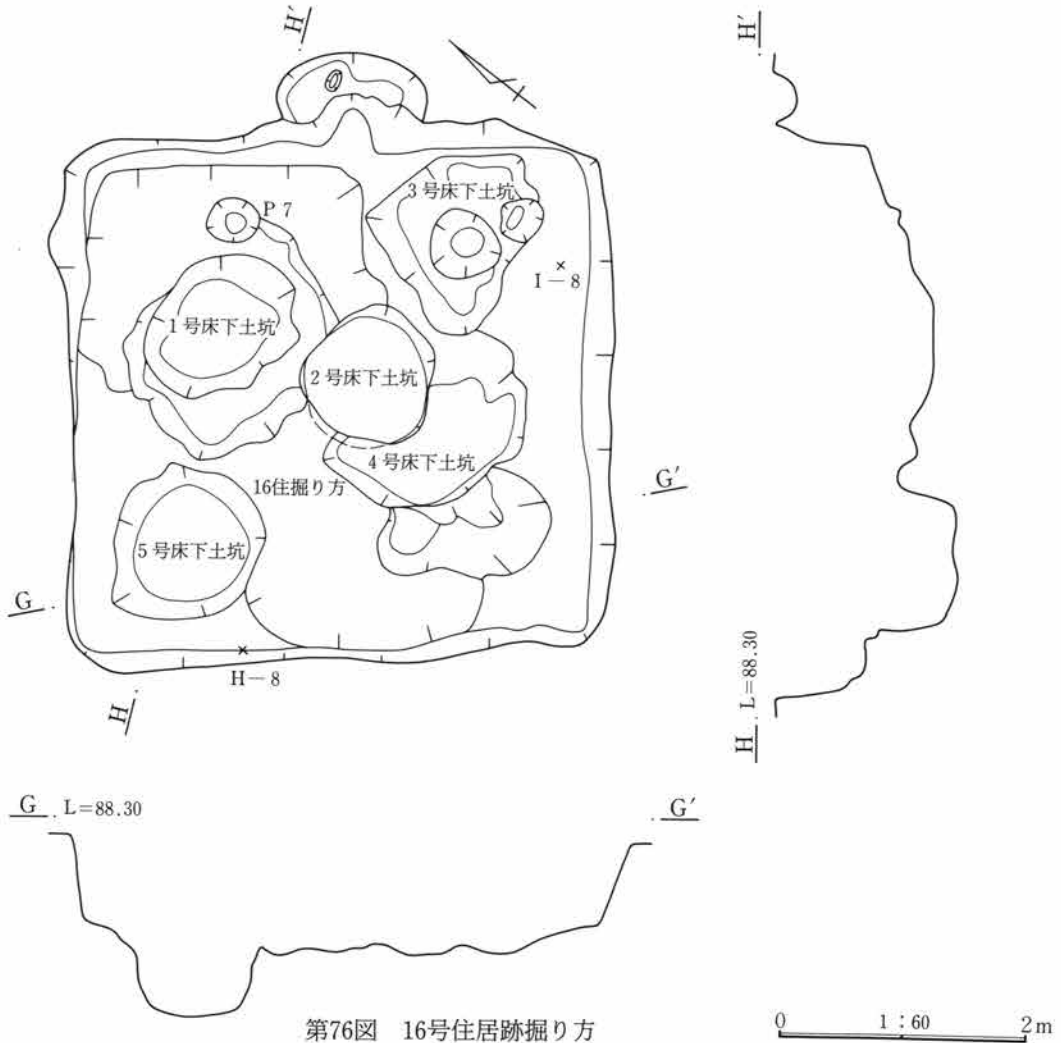 H′
H′
3号床下土坑
P 7
I－8
1号床下土坑
2号床下土坑
4号床下土坑
16住掘り方
G′
5号床下土坑
G
H－8
H
H L=88.30
G L=88.30
G′
第76図 16号住居跡掘り方
0 1：60 2m